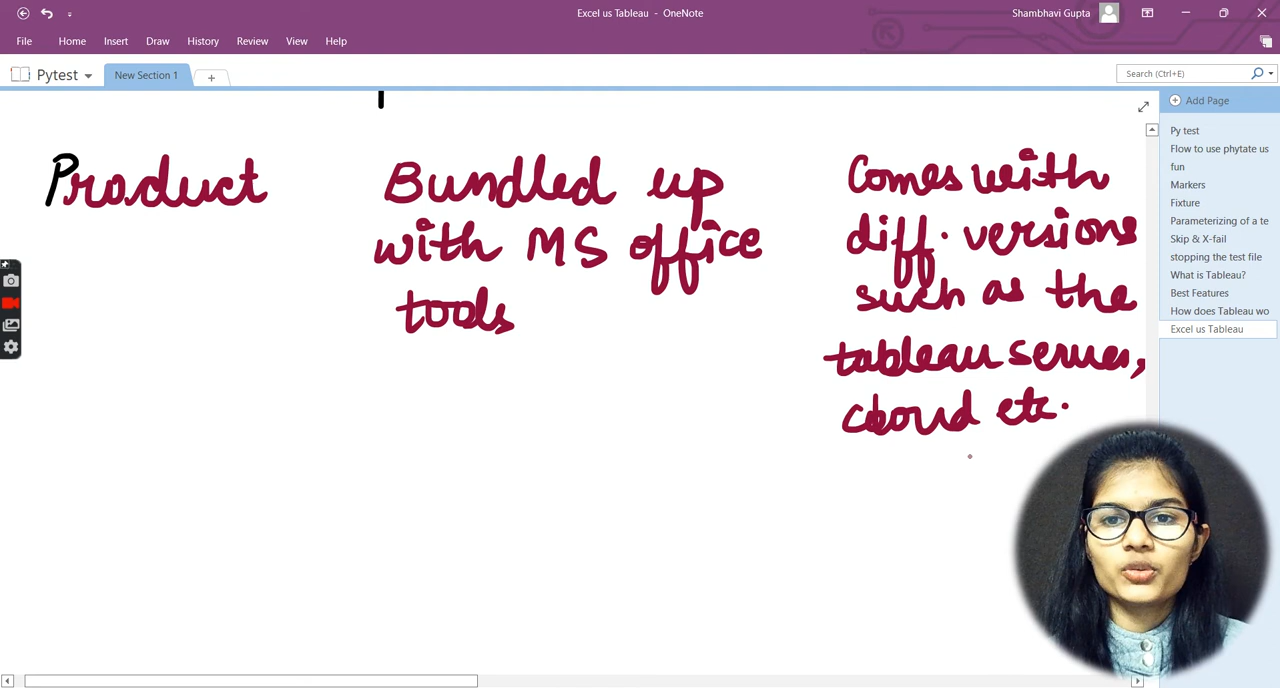 Excel us Tableau - OneNote
Shambhavi Gupta
File Home Insert Draw History Review View Help
Pytest
New Section 1
Search (Ctrl+E)
Add Page
Py test
Flow to use phytate us
fun
Markers
Fixture
Parameterizing of a te
Skip & X-fail
stopping the test file
What is Tableau?
Best Features
How does Tableau wo
Excel us Tableau
Product
Bundled up
with MS office
tools
Comes with
diff. versions
such as the
tableau server,
cloud etc.